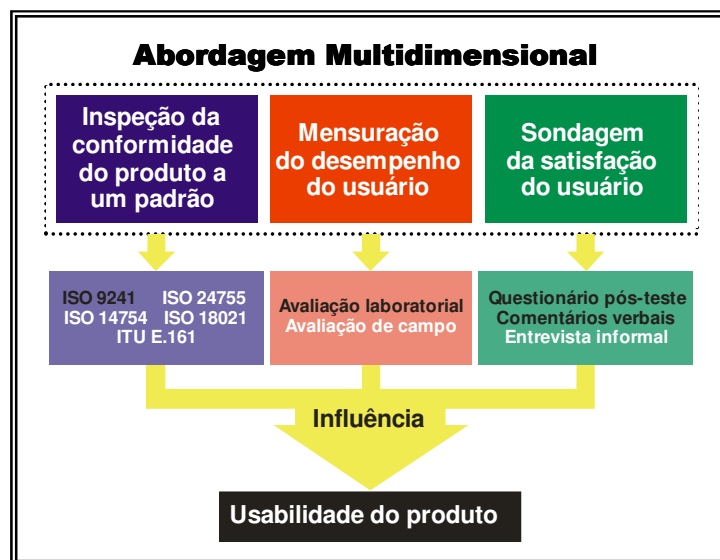 Abordagem Multidimensional
Inspeção da
conformidade
do produto a
um padrão
Mensuração
do desempenho
do usuário
Sondagem
da satisfação
do usuário
ISO 9241 ISO 24755
ISO 14754 ISO 18021
ITU E.161
Avaliação laboratorial
Avaliação de campo
Questionário pós-teste
Comentários verbais
Entrevista informal
Influência
Usabilidade do produto